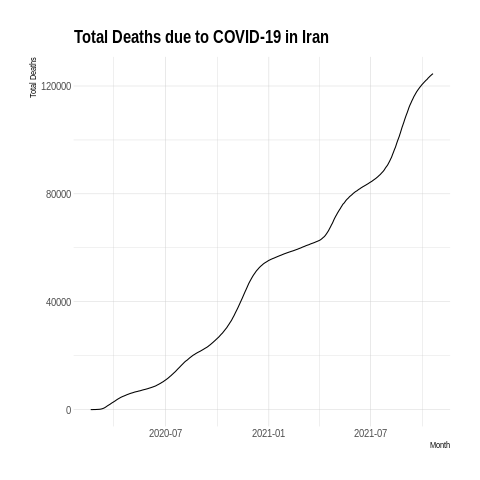 Total Deaths due to COVID-19 in Iran
Total Deaths
120000
80000
40000
0
2020-07 2021-01 2021-07
Month